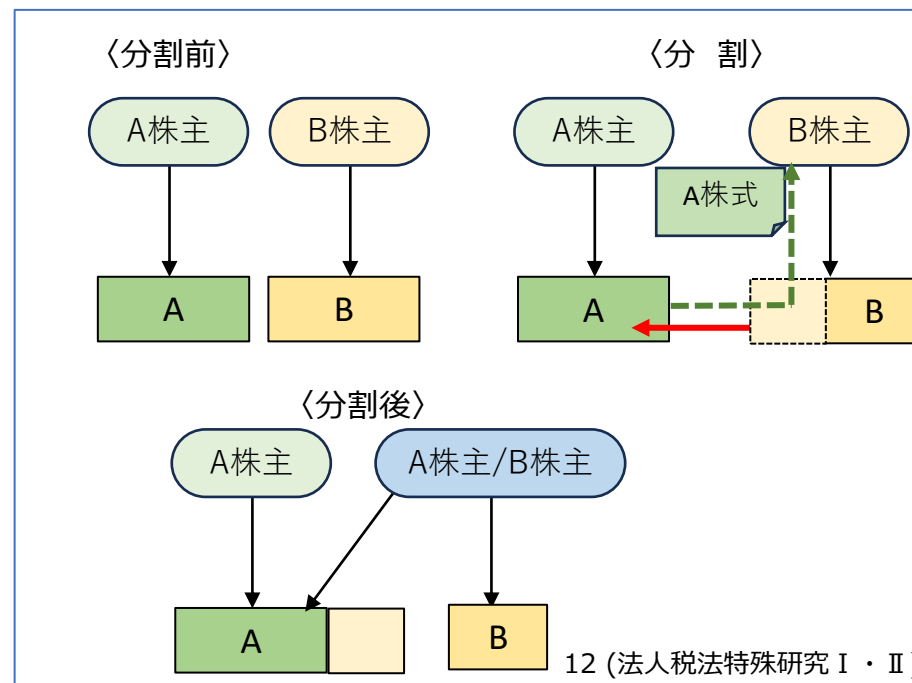 〈分割前〉
A株主
B株主
A
B
〈分 割〉
A株主
B株主
A株式
A
B
〈分割後〉
A株主
A株主/B株主
A
B
12 (法人税法特殊研究Ⅰ・Ⅱ)